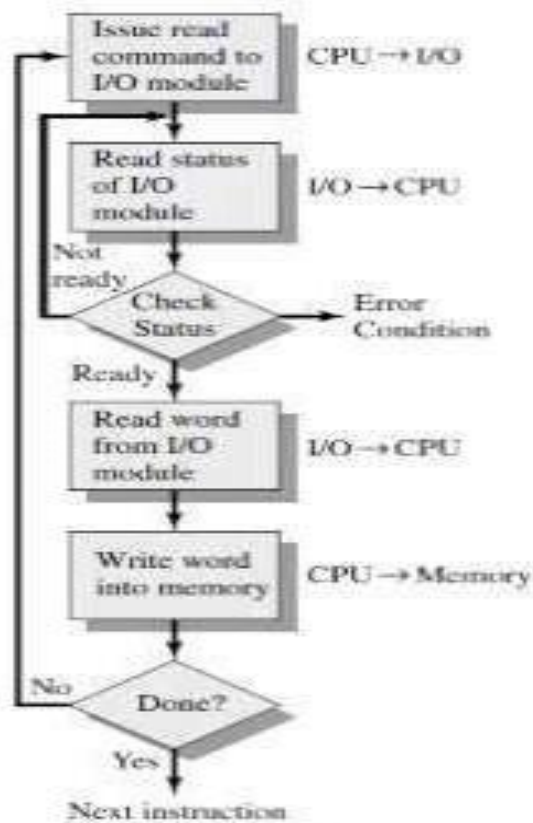 Issue read
command to
I/O module
CPU → I/O
Read status
of I/O
module
I/O → CPU
Not
ready
Check
Status
Error
Condition
Ready
Read word
from I/O
module
I/O → CPU
Write word
into memory
CPU → Memory
No
Done?
Yes
Next instruction